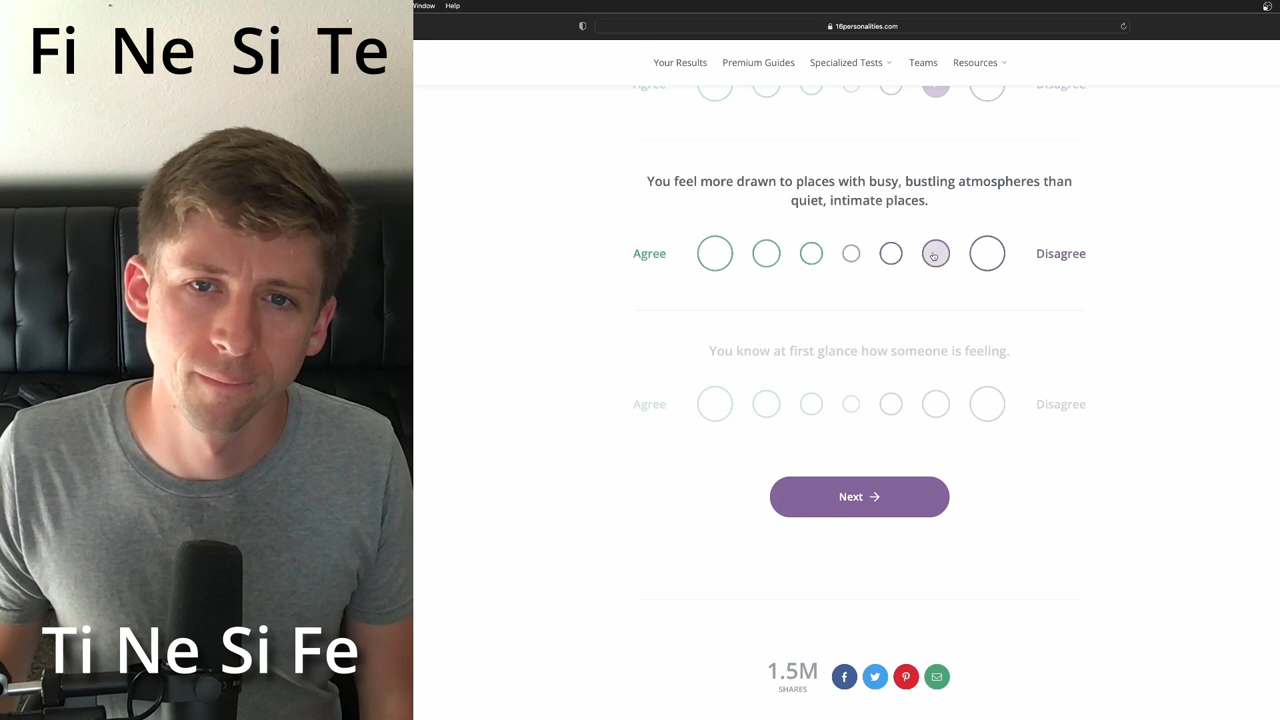 Fi Ne Si Te
Ti Ne Si Fe
Window Help
16personalities.com
Your Results Premium Guides Specialized Tests Teams Resources
Agree Disagree
You feel more drawn to places with busy, bustling atmospheres than
quiet, intimate places.
Agree Disagree
You know at first glance how someone is feeling.
Agree Disagree
Next →
1.5M
SHARES